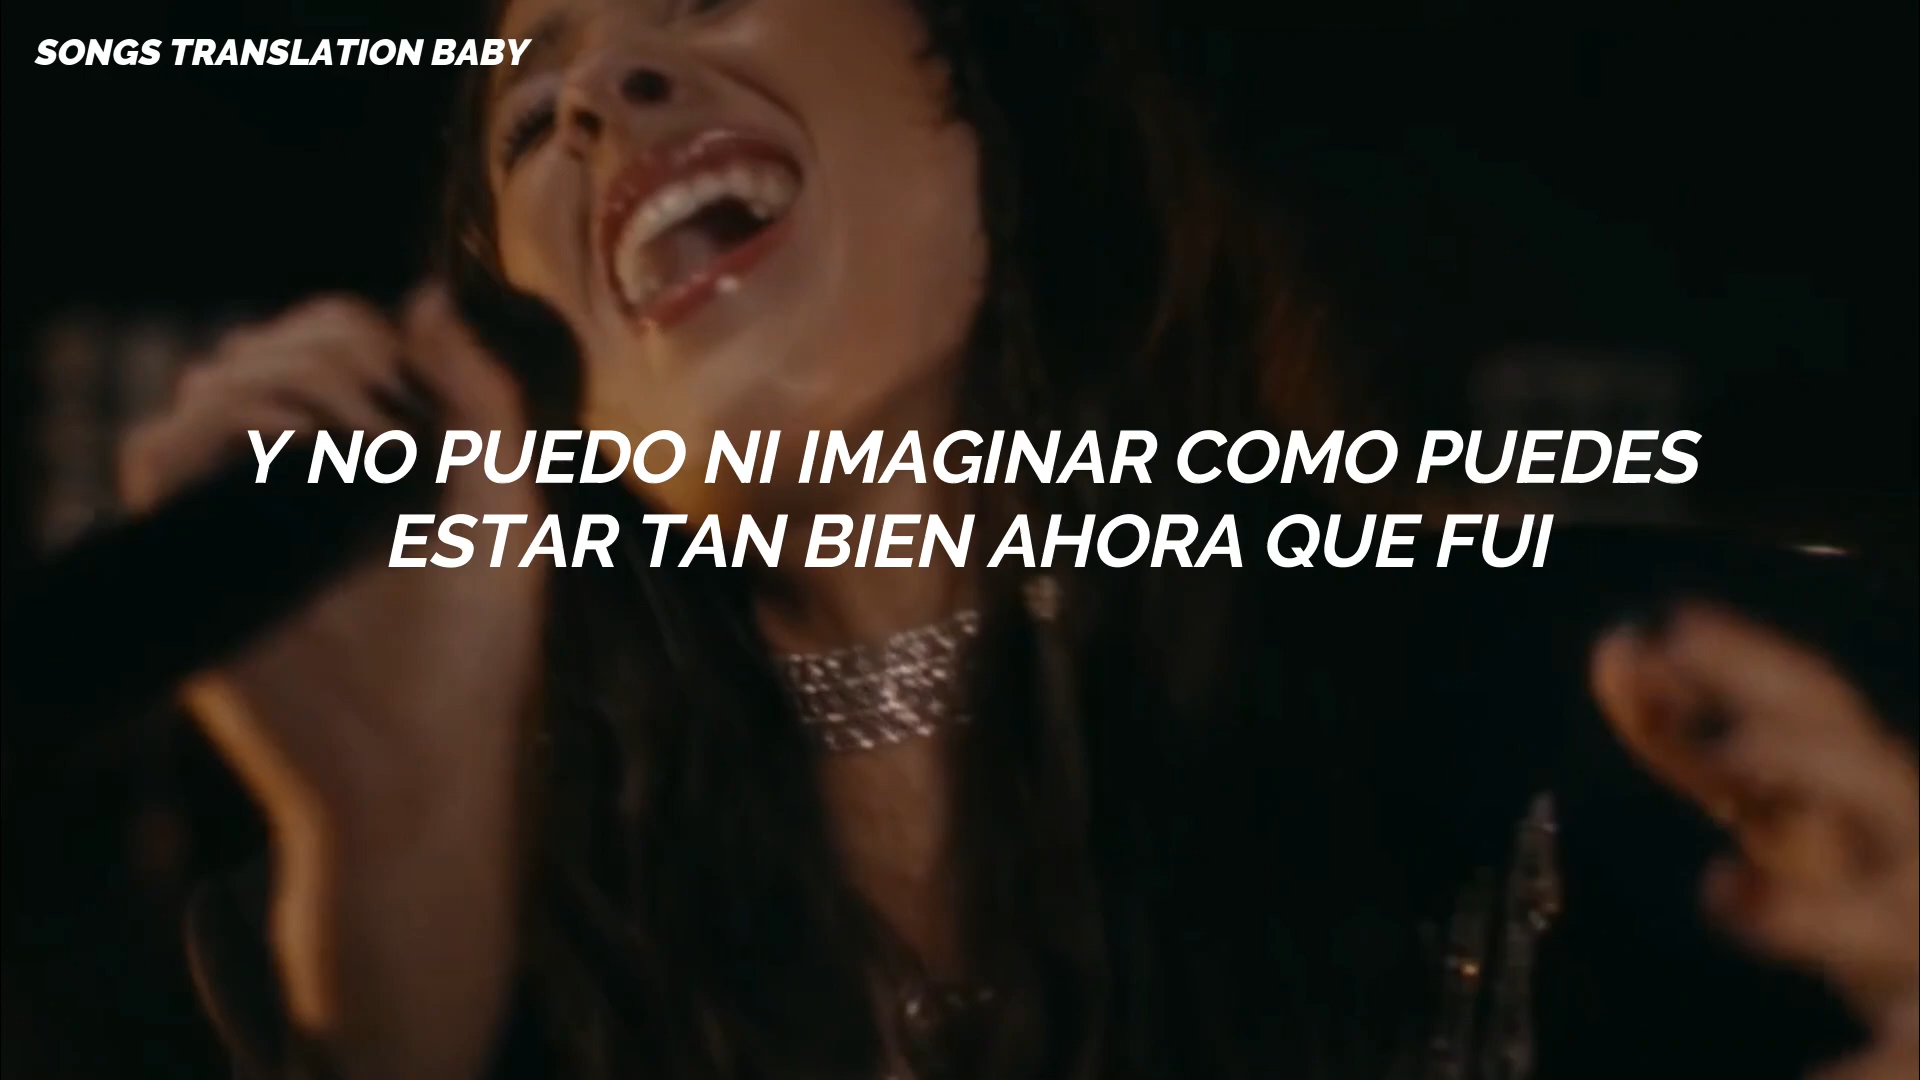 SONGS TRANSLATION BABY
Y NO PUEDO NI IMAGINAR COMO PUEDES
ESTAR TAN BIEN AHORA QUE FUI